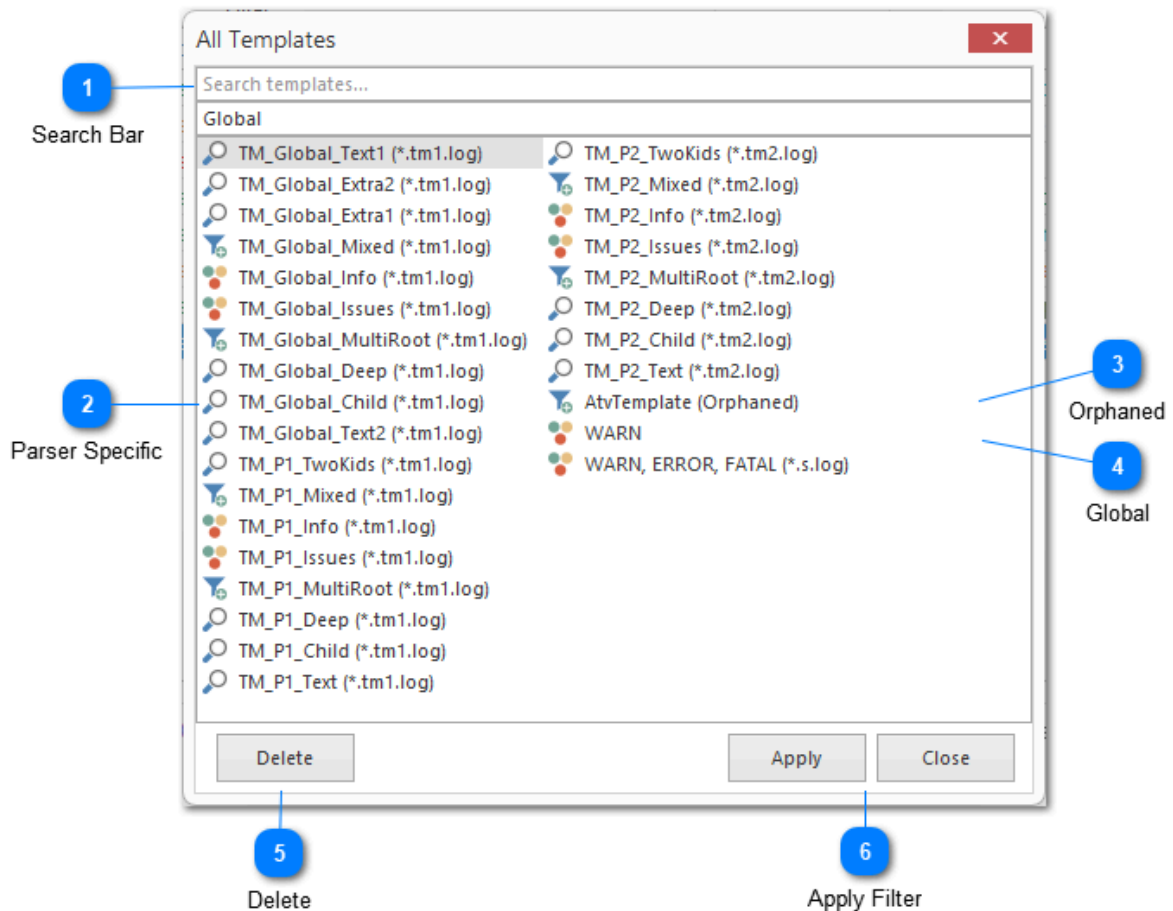 All Templates
Search templates...
Global
TM_Global_Text1 (*.tm1.log)
TM_Global_Extra2 (*.tm1.log)
TM_Global_Extra1 (*.tm1.log)
TM_Global_Mixed (*.tm1.log)
TM_Global_Info (*.tm1.log)
TM_Global_Issues (*.tm1.log)
TM_Global_MultiRoot (*.tm1.log)
TM_Global_Deep (*.tm1.log)
TM_Global_Child (*.tm1.log)
TM_Global_Text2 (*.tm1.log)
TM_P1_TwoKids (*.tm1.log)
TM_P1_Mixed (*.tm1.log)
TM_P1_Info (*.tm1.log)
TM_P1_Issues (*.tm1.log)
TM_P1_MultiRoot (*.tm1.log)
TM_P1_Deep (*.tm1.log)
TM_P1_Child (*.tm1.log)
TM_P1_Text (*.tm1.log)
TM_P2_TwoKids (*.tm2.log)
TM_P2_Mixed (*.tm2.log)
TM_P2_Info (*.tm2.log)
TM_P2_Issues (*.tm2.log)
TM_P2_MultiRoot (*.tm2.log)
TM_P2_Deep (*.tm2.log)
TM_P2_Child (*.tm2.log)
TM_P2_Text (*.tm2.log)
AtvTemplate (Orphaned)
WARN
WARN, ERROR, FATAL (*.s.log)
Delete
Apply
Close
1
Search Bar
2
Parser Specific
3
Orphaned
4
Global
5
Delete
6
Apply Filter